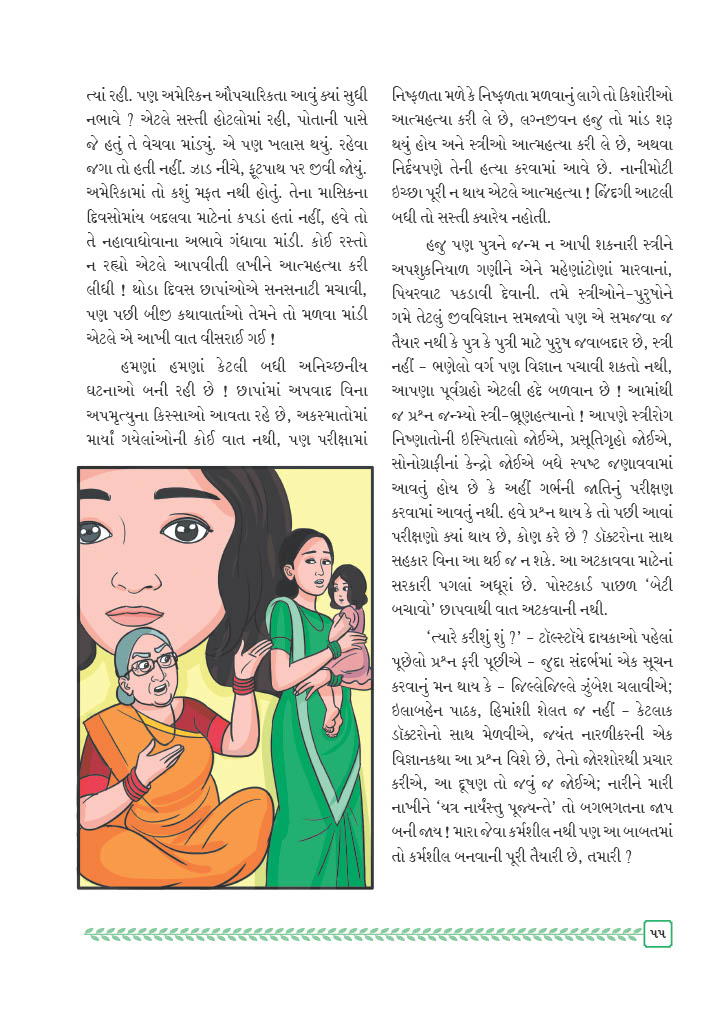 ત્યાં રહી. પણ અમેરિકન ઔપચારિકતા આવું ક્યાં સુધી
નભાવે ? એટલે સસ્તી હોટલોમાં રહી, પોતાની પાસે
જે હતું તે વેચવા માંડ્યું. એ પણ ખલાસ થયું. રહેવા
જગા તો હતી નહીં. ઝાડ નીચે, ફૂટપાથ પર જીવી જોયું.
અમેરિકામાં તો કશું મફત નથી હોતું. તેના માસિકના
દિવસોમાંય બદલવા માટેનાં કપડાં હતાં નહીં, હવે તો
તે નહાવાધોવાના અભાવે ગંધાવા માંડી. કોઈ રસ્તો
ન રહ્યો એટલે આપવીતી લખીને આત્મહત્યા કરી
લીધી ! થોડા દિવસ છાપાંઓએ સનસનાટી મચાવી,
પણ પછી બીજી કથાવાર્તાઓ તેમને તો મળવા માંડી
એટલે એ આખી વાત વીસરાઈ ગઈ !
હમણાં હમણાં કેટલી બધી અનિચ્છનીય
ઘટનાઓ બની રહી છે ! છાપાંમાં અપવાદ વિના
અપમૃત્યુના કિસ્સાઓ આવતા રહે છે, અકસ્માતોમાં
માર્યાં ગયેલાંઓની કોઈ વાત નથી, પણ પરીક્ષામાં
નિષ્ફળતા મળે કે નિષ્ફળતા મળવાનું લાગે તો કિશોરીઓ
આત્મહત્યા કરી લે છે, લગ્નજીવન હજુ તો માંડ શરૂ
થયું હોય અને સ્ત્રીઓ આત્મહત્યા કરી લે છે, અથવા
નિર્દયપણે તેની હત્યા કરવામાં આવે છે. નાનીમોટી
ઇચ્છા પૂરી ન થાય એટલે આત્મહત્યા ! જિંદગી આટલી
બધી તો સસ્તી ક્યારેય નહોતી.
હજુ પણ પુત્રને જન્મ ન આપી શકનારી સ્ત્રીને
અપશુકનિયાળ ગણીને એને મહેણાંટોણાં મારવાનાં,
પિયરવાટ પકડાવી દેવાની. તમે સ્ત્રીઓને-પુરુષોને
ગમે તેટલું જીવવિજ્ઞાન સમજાવો પણ એ સમજવા જ
તૈયાર નથી કે પુત્ર કે પુત્રી માટે પુરુષ જવાબદાર છે, સ્ત્રી
નહીં – ભણેલો વર્ગ પણ વિજ્ઞાન પચાવી શકતો નથી,
આપણા પૂર્વગ્રહો એટલી હદે બળવાન છે ! આમાંથી
જ પ્રશ્ન જન્મ્યો સ્ત્રી-ભ્રૂણહત્યાનો ! આપણે સ્ત્રીરોગ
નિષ્ણાતોની ઇસ્પિતાલો જોઈએ, પ્રસૂતિગૃહો જોઈએ,
સોનોગ્રાફીનાં કેન્દ્રો જોઈએ બધે સ્પષ્ટ જણાવવામાં
આવતું હોય છે કે અહીં ગર્ભની જાતિનું પરીક્ષણ
કરવામાં આવતું નથી. હવે પ્રશ્ન થાય કે તો પછી આવાં
પરીક્ષણો ક્યાં થાય છે, કોણ કરે છે ? ડૉક્ટરોના સાથ
સહકાર વિના આ થઈ જ ન શકે. આ અટકાવવા માટેનાં
સરકારી પગલાં અધૂરાં છે. પોસ્ટકાર્ડ પાછળ ‘બેટી
બચાવો’ છાપવાથી વાત અટકવાની નથી.
‘ત્યારે કરીશું શું ?’ – ટૉલ્સ્ટૉયે દાયકાઓ પહેલાં
પૂછેલો પ્રશ્ન ફરી પૂછીએ – જુદા સંદર્ભમાં એક સૂચન
કરવાનું મન થાય કે – જિલ્લેજિલ્લે ઝુંબેશ ચલાવીએ;
ઇલાબહેન પાઠક, હિમાંશી શેલત જ નહીં – કેટલાક
ડૉક્ટરોનો સાથ મેળવીએ, જયંત નારળીકરની એક
વિજ્ઞાનકથા આ પ્રશ્ન વિશે છે, તેનો જોરશોરથી પ્રચાર
કરીએ, આ દૂષણ તો જવું જ જોઈએ; નારીને મારી
નાખીને ‘યત્ર નાર્યસ્તુ પૂજ્યન્તે’ તો બગભગતના જાપ
બની જાય ! મારા જેવા કર્મશીલ નથી પણ આ બાબતમાં
તો કર્મશીલ બનવાની પૂરી તૈયારી છે, તમારી ?
૫૫